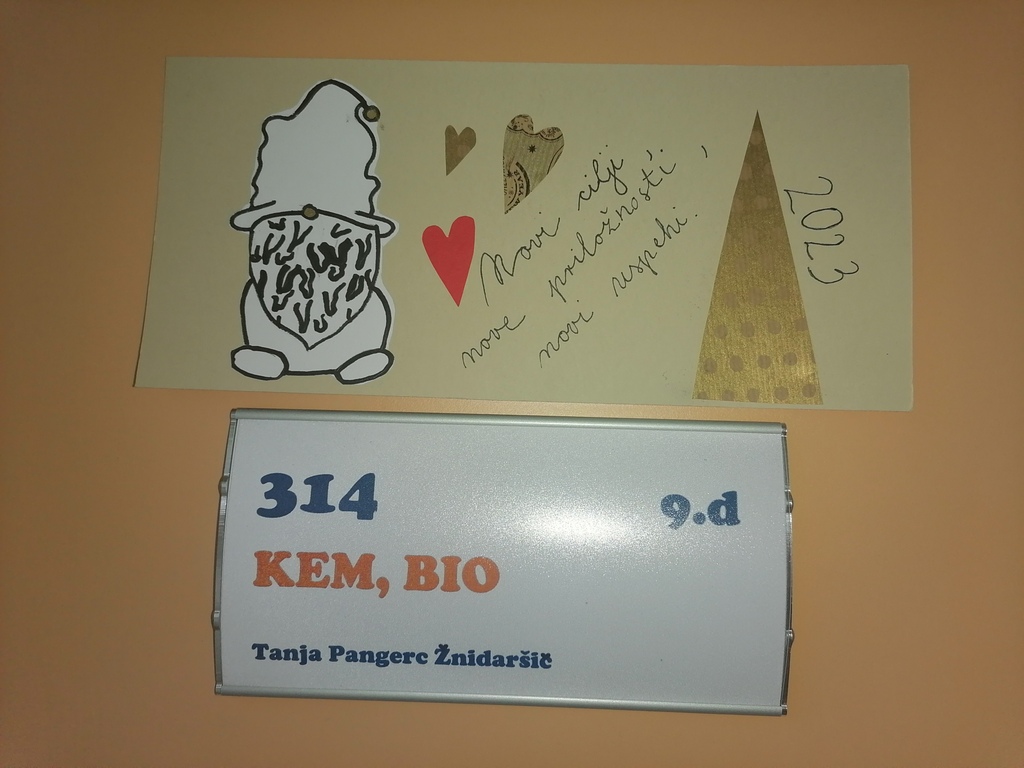 Novi cilji,
nove priložnosti,
novi uspehi.
2023
314
9.d
KEM, BIO
Tanja Pangerc Žnidaršič